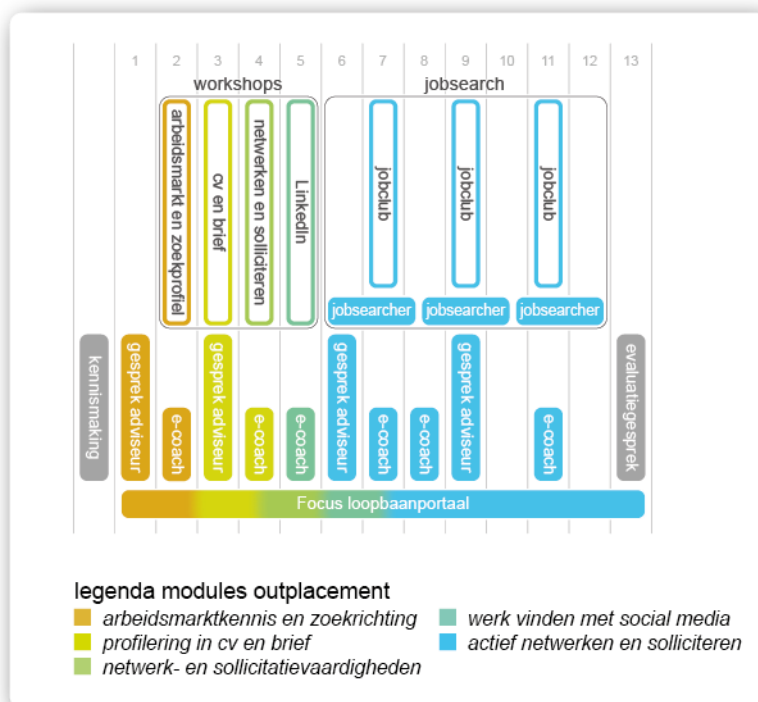 1 2 3 4 5 6 7 8 9 10 11 12 13
workshops jobsearch
arbeidsmarkt en zoekprofiel
cv en brief
netwerken en solliciteren
LinkedIn
jobclub
jobclub
jobclub
jobsearcher jobsearcher jobsearcher
kennismaking
gesprek adviseur
e-coach
gesprek adviseur
e-coach
e-coach
gesprek adviseur
e-coach
e-coach
gesprek adviseur
e-coach
evaluatiegesprek
Focus loopbaanportaal
legenda modules outplacement
arbeidsmarktkennis en zoekrichting
profilering in cv en brief
netwerk- en sollicitatievaardigheden
werk vinden met social media
actief netwerken en solliciteren